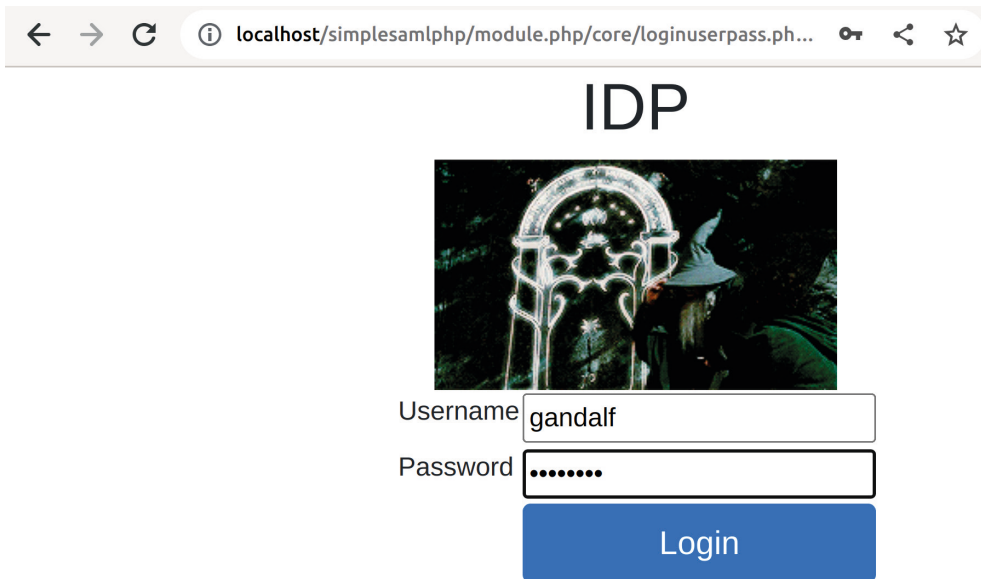 localhost/simplesamlphp/module.php/core/loginuserpass.ph...
IDP
Username gandalf
Password ••••••••
Login